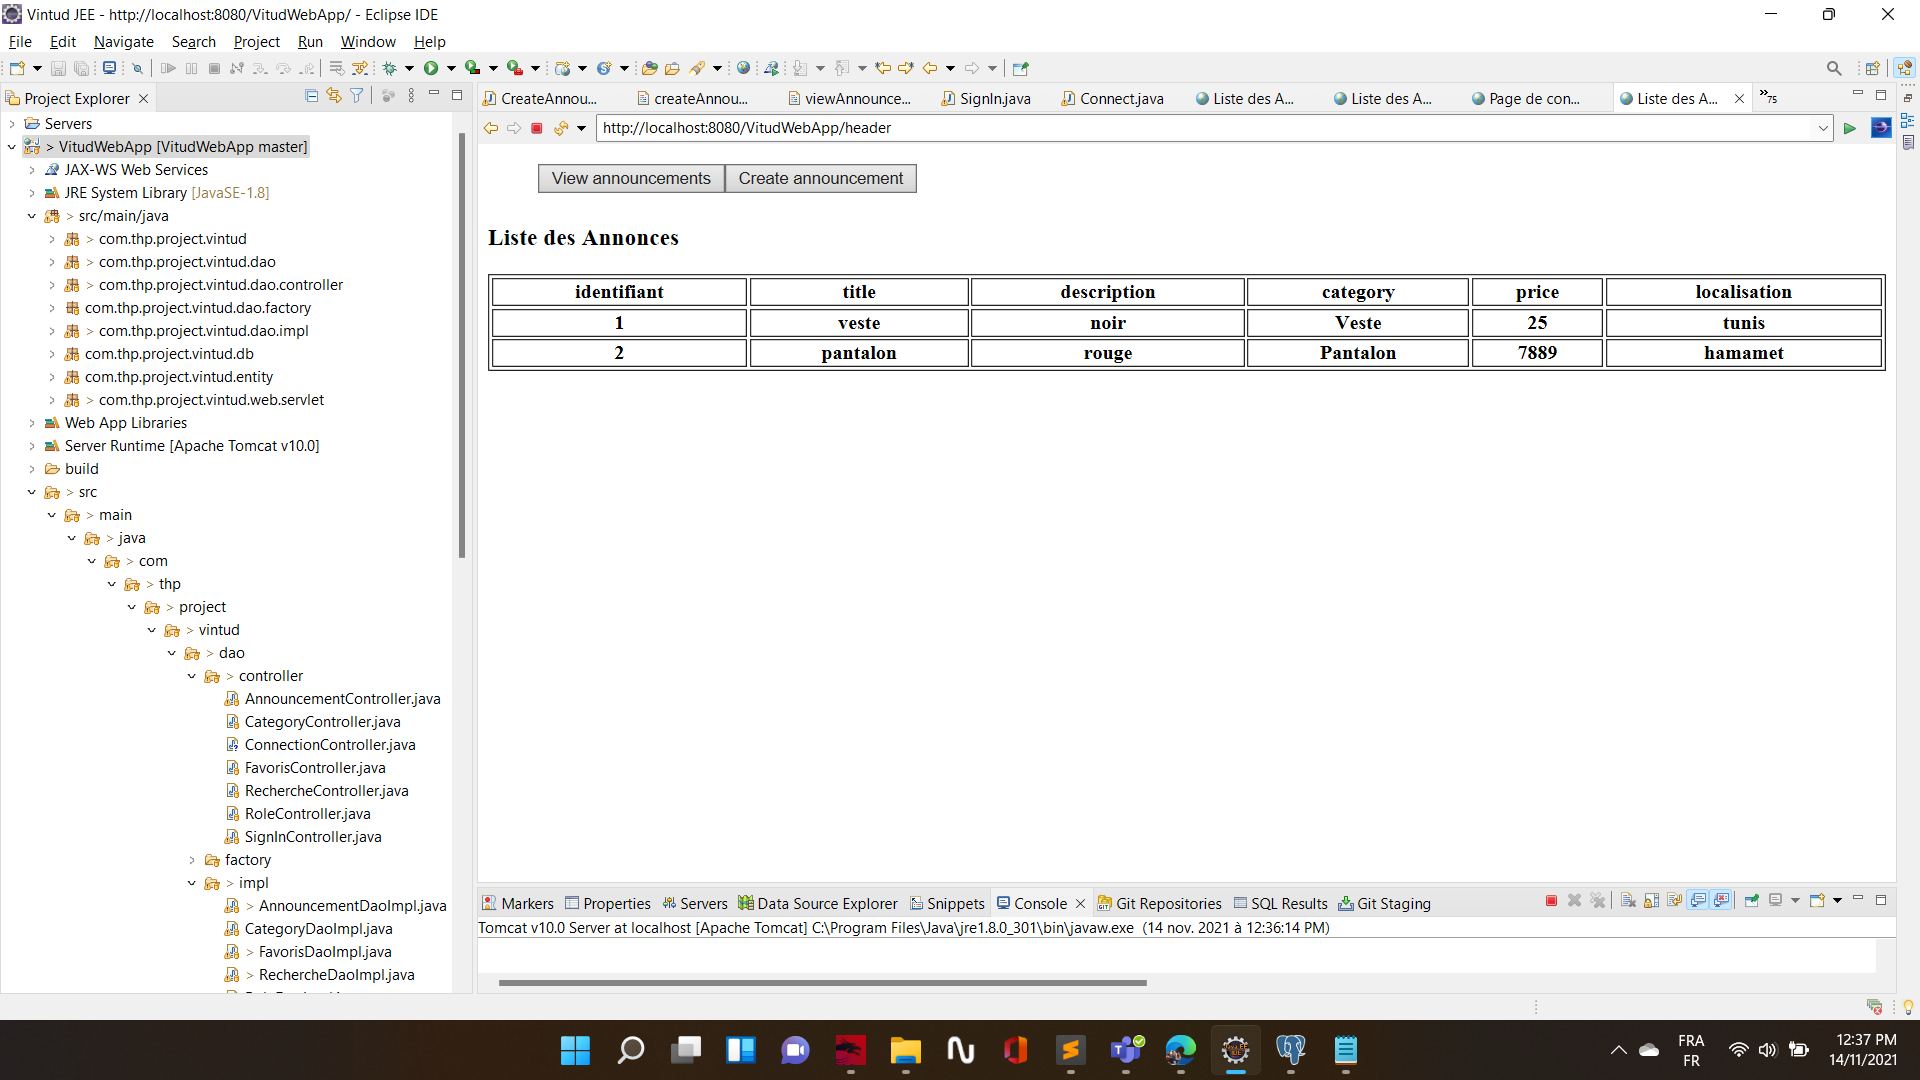 Vintud JEE - http://localhost:8080/VitudWebApp/ - Eclipse IDE
File Edit Navigate Search Project Run Window Help
Project Explorer
Servers
> VitudWebApp [VitudWebApp master]
JAX-WS Web Services
JRE System Library [JavaSE-1.8]
> src/main/java
> com.thp.project.vintud
> com.thp.project.vintud.dao
> com.thp.project.vintud.dao.controller
com.thp.project.vintud.dao.factory
> com.thp.project.vintud.dao.impl
com.thp.project.vintud.db
com.thp.project.vintud.entity
> com.thp.project.vintud.web.servlet
Web App Libraries
Server Runtime [Apache Tomcat v10.0]
build
> src
> main
> java
> com
> thp
> project
> vintud
> dao
> controller
AnnouncementController.java
CategoryController.java
ConnectionController.java
FavorisController.java
RechercheController.java
RoleController.java
SignInController.java
factory
> impl
> AnnouncementDaoImpl.java
CategoryDaoImpl.java
> FavorisDaoImpl.java
> RechercheDaoImpl.java
CreateAnnou... createAnnou... viewAnnounce... SignIn.java Connect.java Liste des A... Liste des A... Page de con... Liste des A... »75
http://localhost:8080/VitudWebApp/header
View announcements Create announcement
Liste des Annonces
identifiant title description category price localisation
1 veste noir Veste 25 tunis
2 pantalon rouge Pantalon 7889 hamamet
Markers Properties Servers Data Source Explorer Snippets Console Git Repositories SQL Results Git Staging
Tomcat v10.0 Server at localhost [Apache Tomcat] C:\Program Files\Java\jre1.8.0_301\bin\javaw.exe (14 nov. 2021 à 12:36:14 PM)
FRA
FR
12:37 PM
14/11/2021